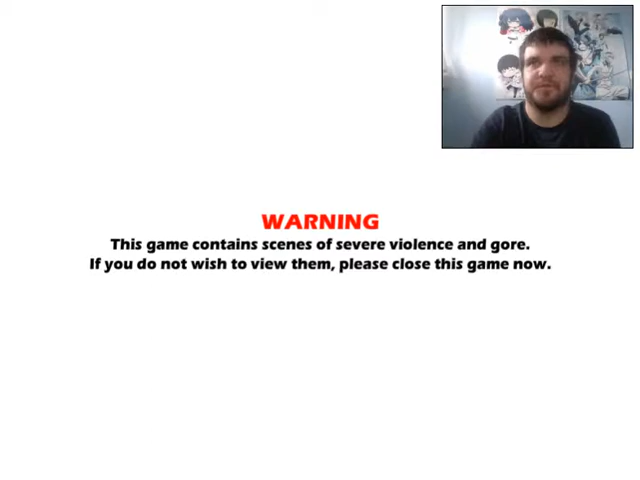 WARNING
This game contains scenes of severe violence and gore.
If you do not wish to view them, please close this game now.